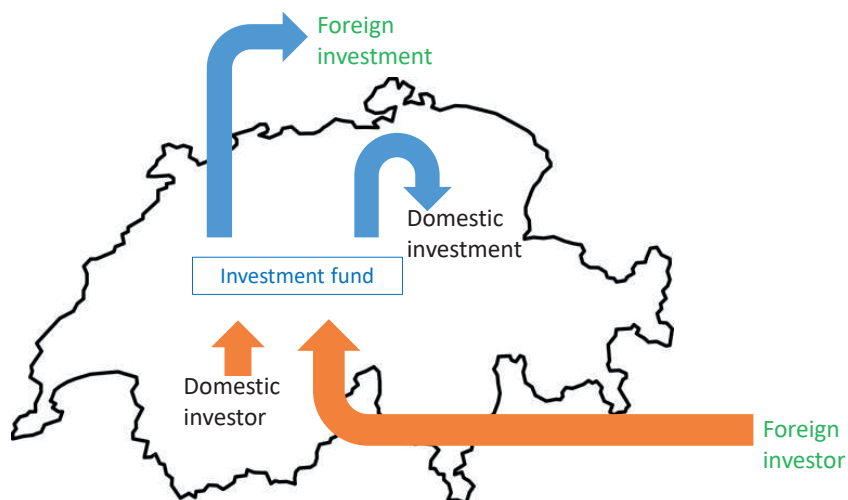 Foreign
investment
Domestic
investment
Investment fund
Domestic
investor
Foreign
investor